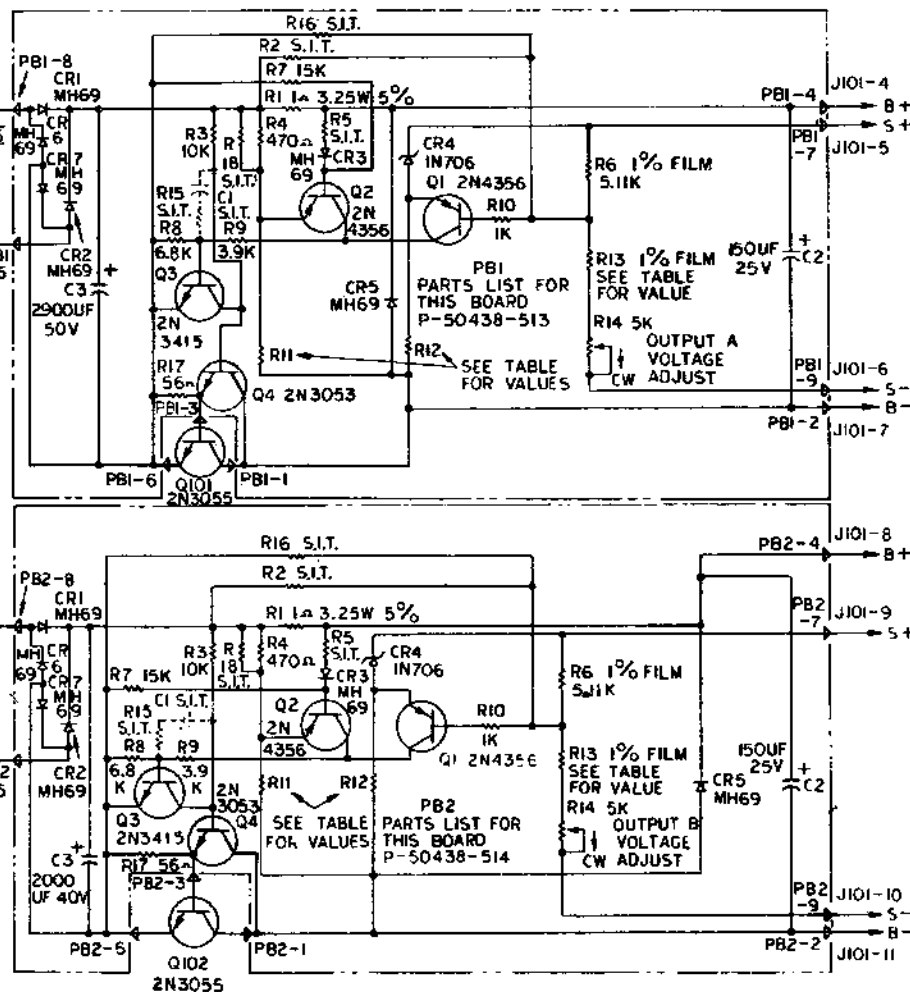 R16 S.I.T.
R2 S.I.T.
R7 15K
R1 1Ω 3.25W 5%
PB1-8
CR1
MH69
MH
69
CR
6
CR7
MH
69
CR2
MH69
C3
+
2900UF
50V
R3
10K
R
18
S.I.T.
R4
470Ω
R5
S.I.T.
MH
69
CR3
CR4
1N706
Q1 2N4356
Q2
2N
4356
R10
1K
R15
S.I.T.
C1
S.I.T.
R8
6.8K
R9
3.9K
Q3
2N
3415
R17
56Ω
PB1-3
Q4 2N3053
R11
CR5
MH69
R12
PB1
PARTS LIST FOR
THIS BOARD
P-50438-513
SEE TABLE
FOR VALUES
R6 1% FILM
5.11K
R13 1% FILM
SEE TABLE
FOR VALUE
R14 5K
OUTPUT A
VOLTAGE
ADJUST
CW
150UF
25V
+
C2
PB1-4
J101-4
B+
S+
PB1
-7
J101-5
PB1
-9
J101-6
S-
B-
PB1-2
J101-7
PB1-6
Q101
2N3055
PB1-1
R16 S.I.T.
R2 S.I.T.
R1 1Ω 3.25W 5%
PB2-8
CR1
MH69
MH
69
CR
6
CR7
MH
69
CR2
MH69
R3
10K
R
18
S.I.T.
R4
470Ω
R5
S.I.T.
CR3
MH
69
CR4
1N706
R7 15K
C1 S.I.T.
R15
S.I.T.
R8
6.8
K
R9
3.9
K
Q2
2N
4356
R10
1K
Q1 2N4356
Q3
2N3415
2N
3053
Q4
R11
R12
SEE TABLE
FOR VALUES
PB2
PARTS LIST FOR
THIS BOARD
P-50438-514
R6 1% FILM
5.11K
R13 1% FILM
SEE TABLE
FOR VALUE
R14 5K
OUTPUT B
VOLTAGE
CW ADJUST
CR5
MH69
150UF
25V
+
C2
C3
+
2000
UF 40V
R17 56Ω
PB2-3
PB2-4
J101-8
B+
PB2
-7
J101-9
S+
PB2
-9
J101-10
S-
B-
PB2-2
J101-11
PB2-1
Q102
2N3055